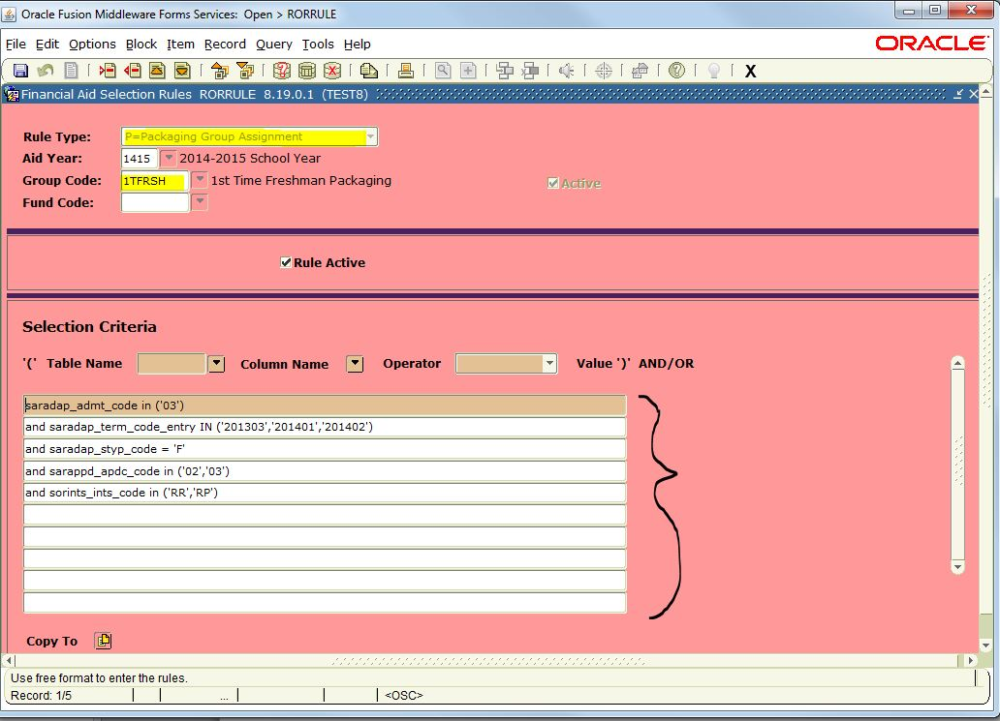 Oracle Fusion Middleware Forms Services: Open > RORRULE
File Edit Options Block Item Record Query Tools Help
ORACLE
X
Financial Aid Selection Rules RORRULE 8.19.0.1 (TEST8)
Rule Type: P=Packaging Group Assignment
Aid Year: 1415 2014-2015 School Year
Group Code: 1TFRSH 1st Time Freshman Packaging Active
Fund Code:
Rule Active
Selection Criteria
'(' Table Name Column Name Operator Value ')' AND/OR
saradap_admt_code in ('03')
and saradap_term_code_entry IN ('201303','201401','201402')
and saradap_styp_code = 'F'
and sarappd_apdc_code in ('02','03')
and sorints_ints_code in ('RR','RP')
Copy To
Use free format to enter the rules.
Record: 1/5 ... <OSC>